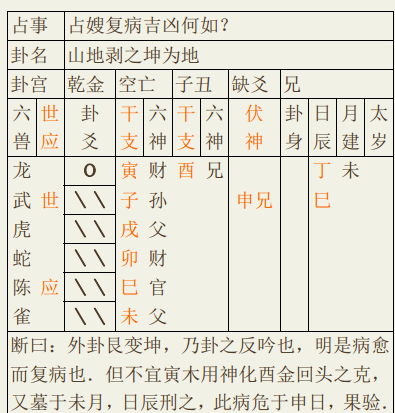 占事 占嫂复病吉凶何如？
卦名 山地剥之坤为地
卦宫 乾金 空亡 子丑 缺爻 兄
六 世 卦 干 六 干 六 伏 卦 日 月 太
兽 应 爻 支 神 支 神 神 身 辰 建 岁
龙 O 寅 财 酉 兄 丁 未
武 世 \ \ 子 孙 申兄 巳
虎 \ \ 戌 父
蛇 \ \ 卯 财
陈 应 \ \ 巳 官
雀 \ \ 未 父
断曰：外卦艮变坤，乃卦之反吟也，明是病愈
而复病也．但不宜寅木用神化酉金回头之克，
又墓于未月，日辰刑之，此病危于申日，果验．